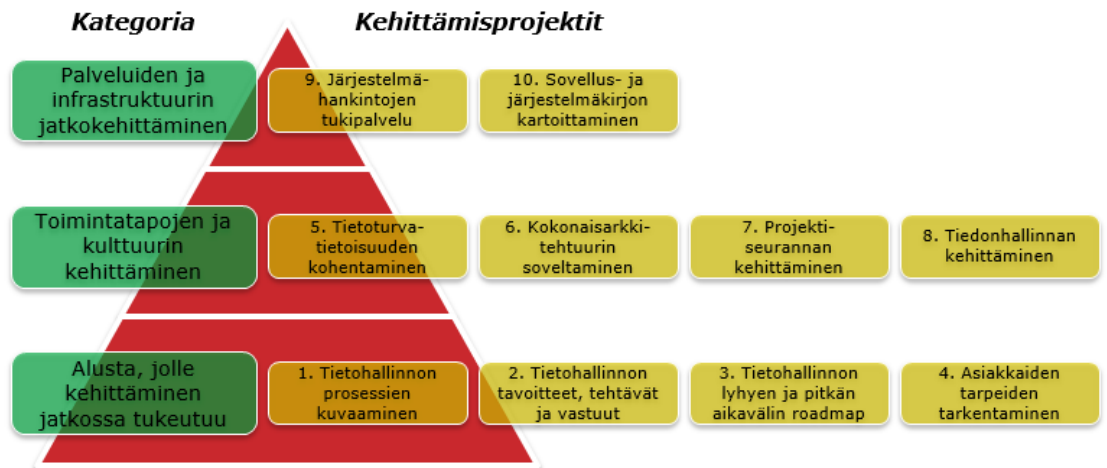 Kategoria
Kehittämisprojektit
Palveluiden ja
infrastruktuurin
jatkokehittäminen
9. Järjestelmä-
hankintojen
tukipalvelu
10. Sovellus- ja
järjestelmäkirjon
kartoittaminen
Toimintatapojen ja
kulttuurin
kehittäminen
5. Tietoturva-
tietoisuuden
kohentaminen
6. Kokonaisarkki-
tehtuurin
soveltaminen
7. Projekti-
seurannan
kehittäminen
8. Tiedonhallinnan
kehittäminen
Alusta, jolle
kehittäminen
jatkossa tukeutuu
1. Tietohallinnon
prosessien
kuvaaminen
2. Tietohallinnon
tavoitteet, tehtävät
ja vastuut
3. Tietohallinnon
lyhyen ja pitkän
aikavälin roadmap
4. Asiakkaiden
tarpeiden
tarkentaminen